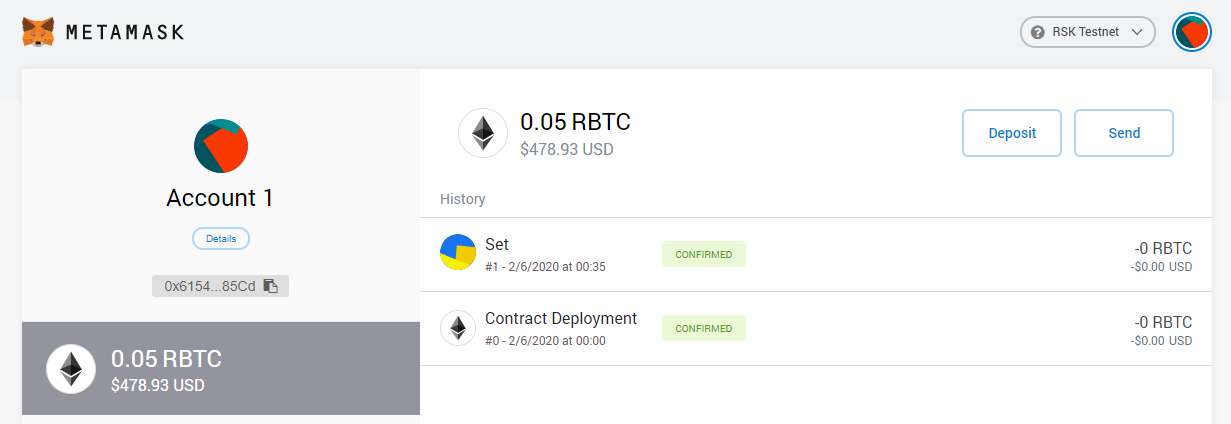 METAMASK
RSK Testnet
Account 1
Details
0x6154...85Cd
0.05 RBTC
$478.93 USD
0.05 RBTC
$478.93 USD
Deposit
Send
History
Set
#1 - 2/6/2020 at 00:35
CONFIRMED
-0 RBTC
-$0.00 USD
Contract Deployment
#0 - 2/6/2020 at 00:00
CONFIRMED
-0 RBTC
-$0.00 USD